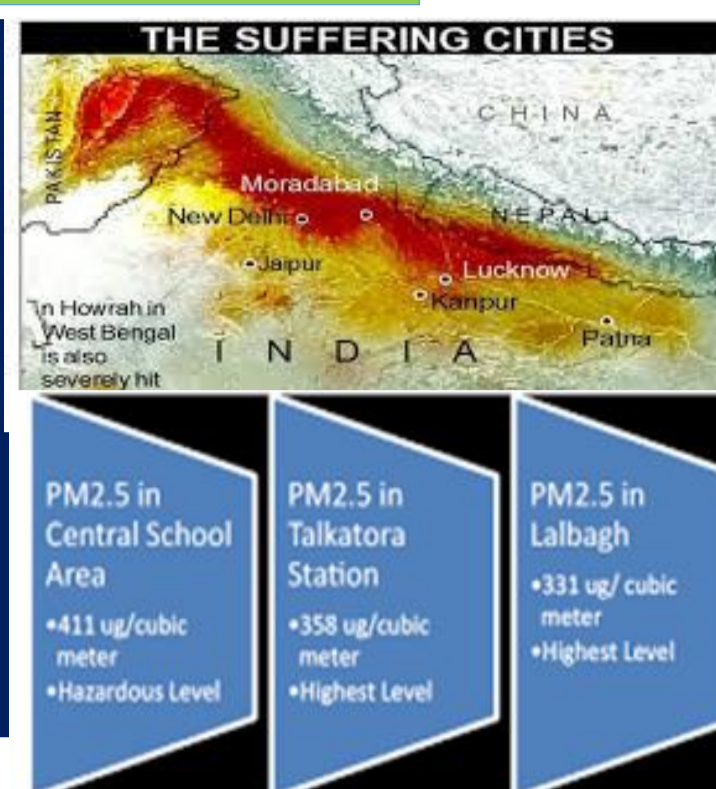 THE SUFFERING CITIES
CHINA
PAKISTAN
Moradabad
New Delhi
NEPAL
Jaipur
Lucknow
Kanpur
Patna
INDIA
n Howrah in
West Bengal
is also
severely hit
PM2.5 in
Central School
Area
•411 ug/cubic
meter
•Hazardous Level
PM2.5 in
Talkatora
Station
•358 ug/cubic
meter
•Highest Level
PM2.5 in
Lalbagh
•331 ug/ cubic
meter
•Highest Level